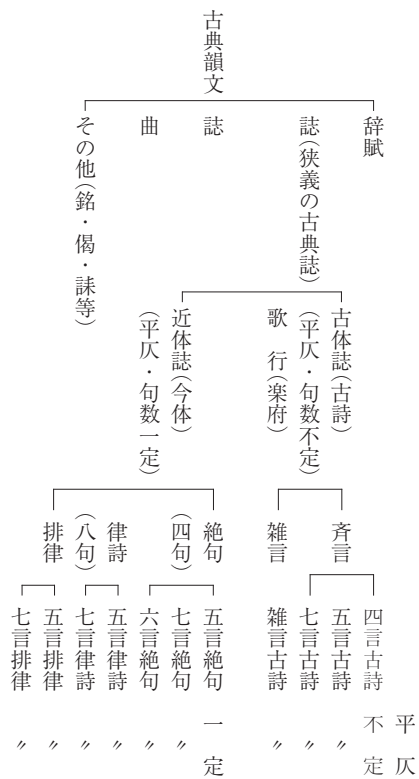 古典韻文
辞賦
誌(狭義の古典誌)
誌
曲
その他(銘・偈・誄等)
古体誌(古詩)
(平仄・句数不定)
歌 行(楽府)
近体誌(今体)
(平仄・句数一定)
斉言
雑言
絶句
(四句)
律詩
(八句)
排律
平 仄
四言古詩 不 定
五言古詩 〃
七言古詩 〃
雑言古詩 〃
五言絶句 一 定
七言絶句 〃
六言絶句 〃
五言律詩 〃
七言律詩 〃
五言排律 〃
七言排律 〃